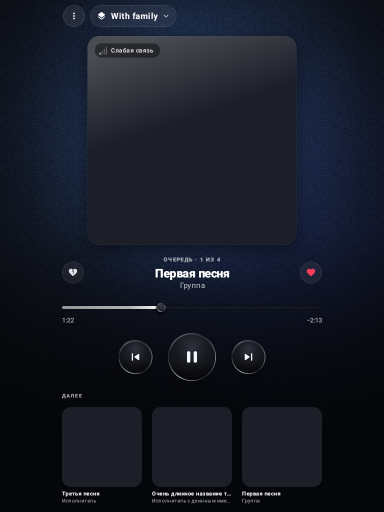 With family
Слабая связь
ОЧЕРЕДЬ · 1 ИЗ 4
Первая песня
Группа
1:22
−2:13
ДАЛЕЕ
Третья песня
Исполнитель
Очень длинное название т…
Исполнитель с длинным име…
Первая песня
Группа